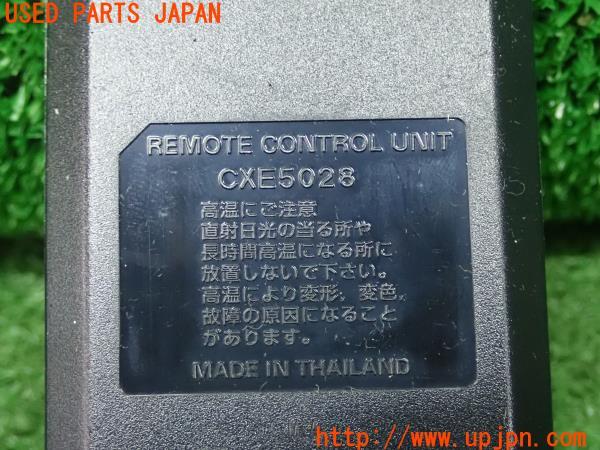 USED PARTS JAPAN
REMOTE CONTROL UNIT
CXE5028
高温にご注意
直射日光の当る所や
長時間高温になる所に
放置しないで下さい。
高温により変形、変色、
故障の原因になること
があります。
MADE IN THAILAND
http://www.upjpn.com